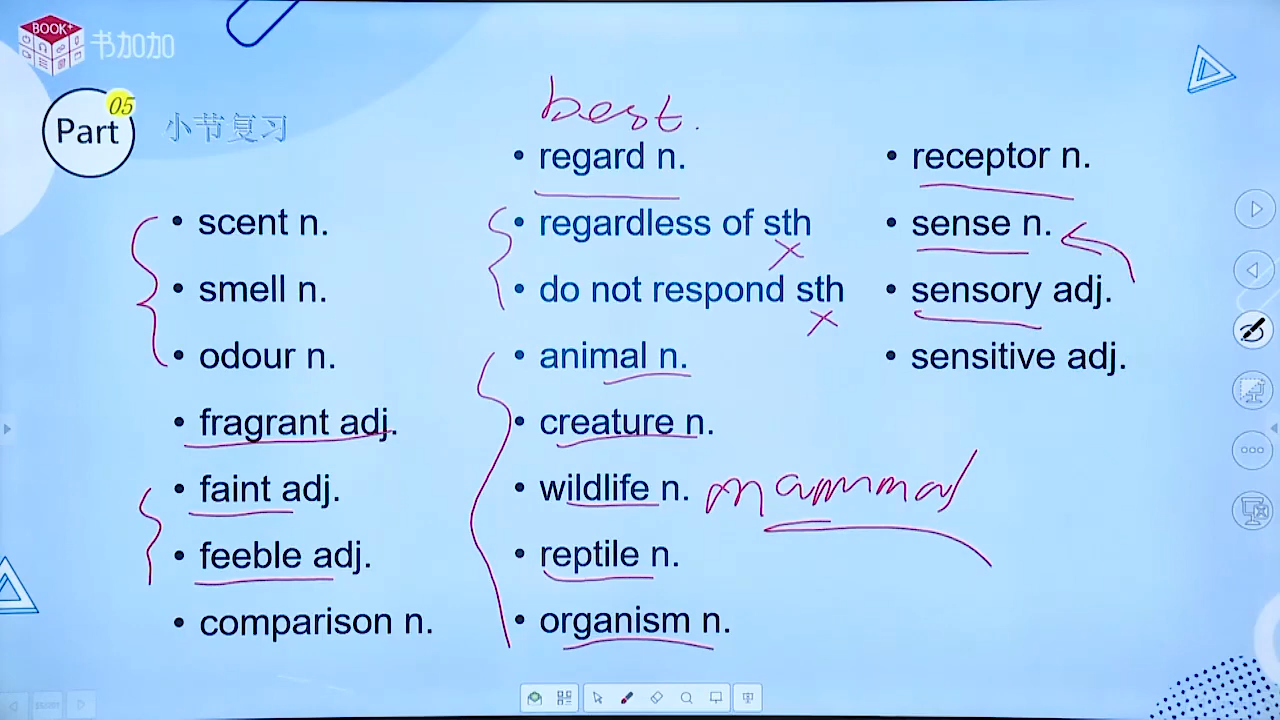 BOOK+
书加加
Part
05
小节复习
• scent n.
• smell n.
• odour n.
• fragrant adj.
• faint adj.
• feeble adj.
• comparison n.
best.
• regard n.
• regardless of sth
• do not respond sth
• animal n.
• creature n.
• wildlife n. mammal
• reptile n.
• organism n.
• receptor n.
• sense n.
• sensory adj.
• sensitive adj.